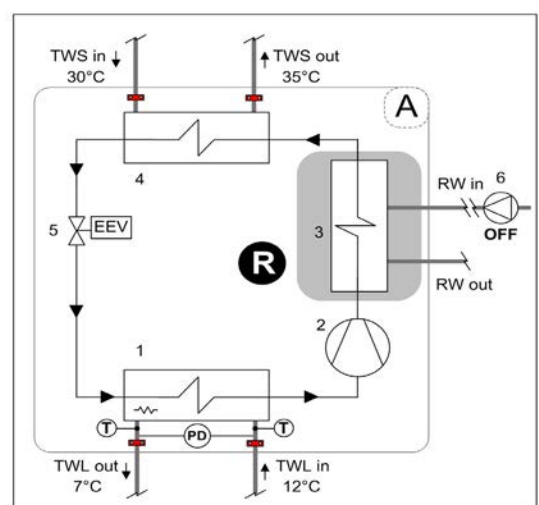 TWS in
30°C
TWS out
35°C
A
4
RW in
6
5
EEV
3
OFF
R
RW out
2
1
T
PD
T
TWL out
7°C
TWL in
12°C